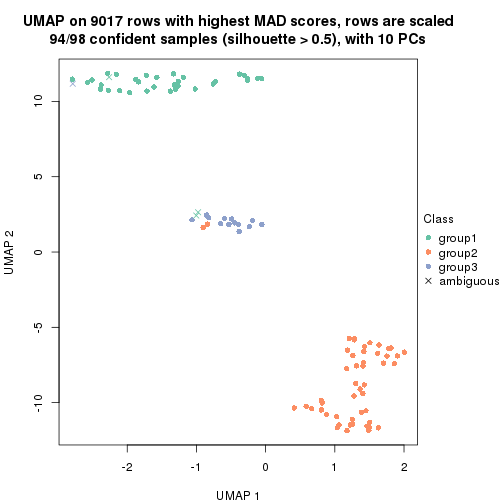 UMAP on 9017 rows with highest MAD scores, rows are scaled
94/98 confident samples (silhouette > 0.5), with 10 PCs
10
5
0
-5
-10
UMAP 2
-2
-1
0
1
2
UMAP 1
Class
group1
group2
group3
ambiguous